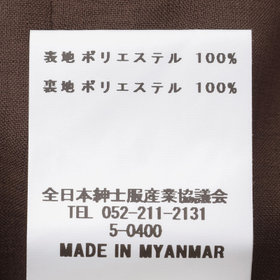 表地 ポリエステル 100%
裏地 ポリエステル 100%
全日本紳士服産業協議会
TEL 052-211-2131
5-0400
MADE IN MYANMAR